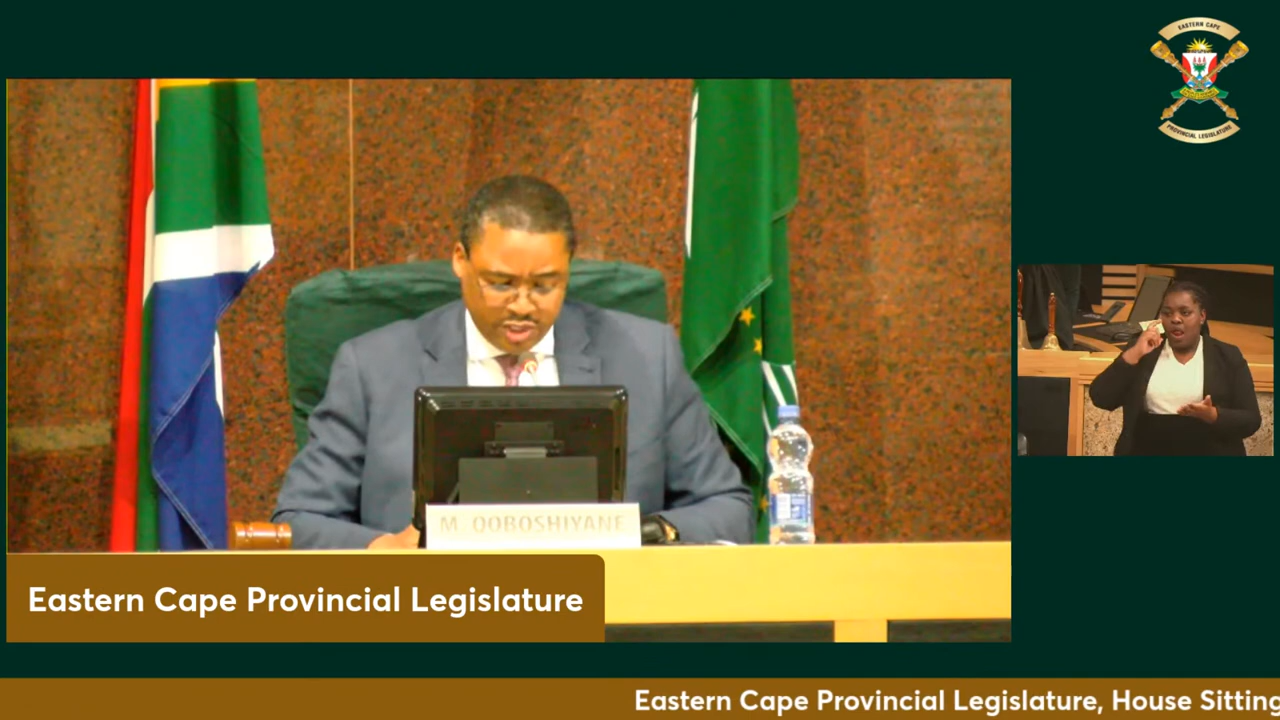 EASTERN CAPE
PROVINCIAL LEGISLATURE
M. QOBOSHIYANE
Eastern Cape Provincial Legislature
Eastern Cape Provincial Legislature, House Sitting